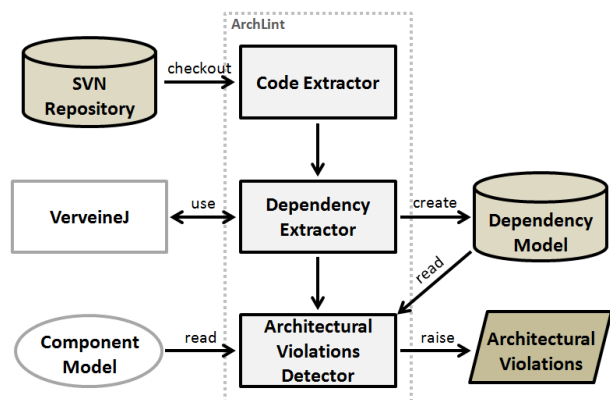 ArchLint
SVN
Repository
checkout
Code Extractor
VerveineJ
use
Dependency
Extractor
create
Dependency
Model
read
Component
Model
read
Architectural
Violations
Detector
raise
Architectural
Violations